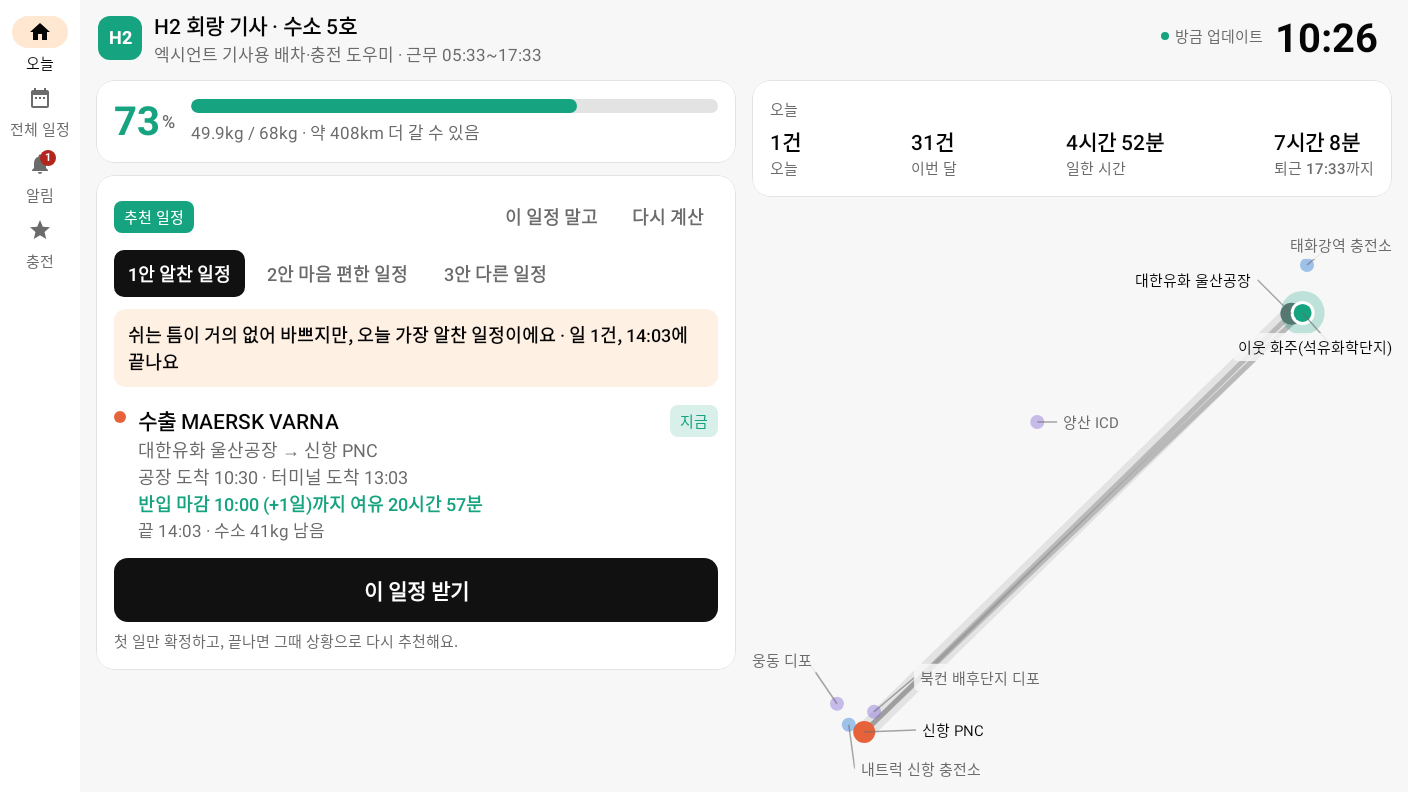 H2
H2 회랑 기사 · 수소 5호
엑시언트 기사용 배차·충전 도우미 · 근무 05:33~17:33
방금 업데이트
10:26
오늘
전체 일정
1
알림
충전
73%
49.9kg / 68kg · 약 408km 더 갈 수 있음
추천 일정
이 일정 말고
다시 계산
1안 알찬 일정
2안 마음 편한 일정
3안 다른 일정
쉬는 틈이 거의 없어 바쁘지만, 오늘 가장 알찬 일정이에요 · 일 1건, 14:03에
끝나요
수출 MAERSK VARNA
지금
대한유화 울산공장 → 신항 PNC
공장 도착 10:30 · 터미널 도착 13:03
반입 마감 10:00 (+1일)까지 여유 20시간 57분
끝 14:03 · 수소 41kg 남음
이 일정 받기
첫 일만 확정하고, 끝나면 그때 상황으로 다시 추천해요.
오늘
1건
오늘
31건
이번 달
4시간 52분
일한 시간
7시간 8분
퇴근 17:33까지
태화강역 충전소
대한유화 울산공장
이웃 화주(석유화학단지)
양산 ICD
웅동 디포
북컨 배후단지 디포
신항 PNC
내트럭 신항 충전소